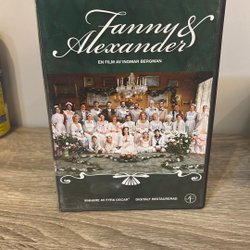 Fanny &
Alexander
EN FILM AV INGMAR BERGMAN
VINNARE AV FYRA OSCAR® DIGITALT RESTAURERAD